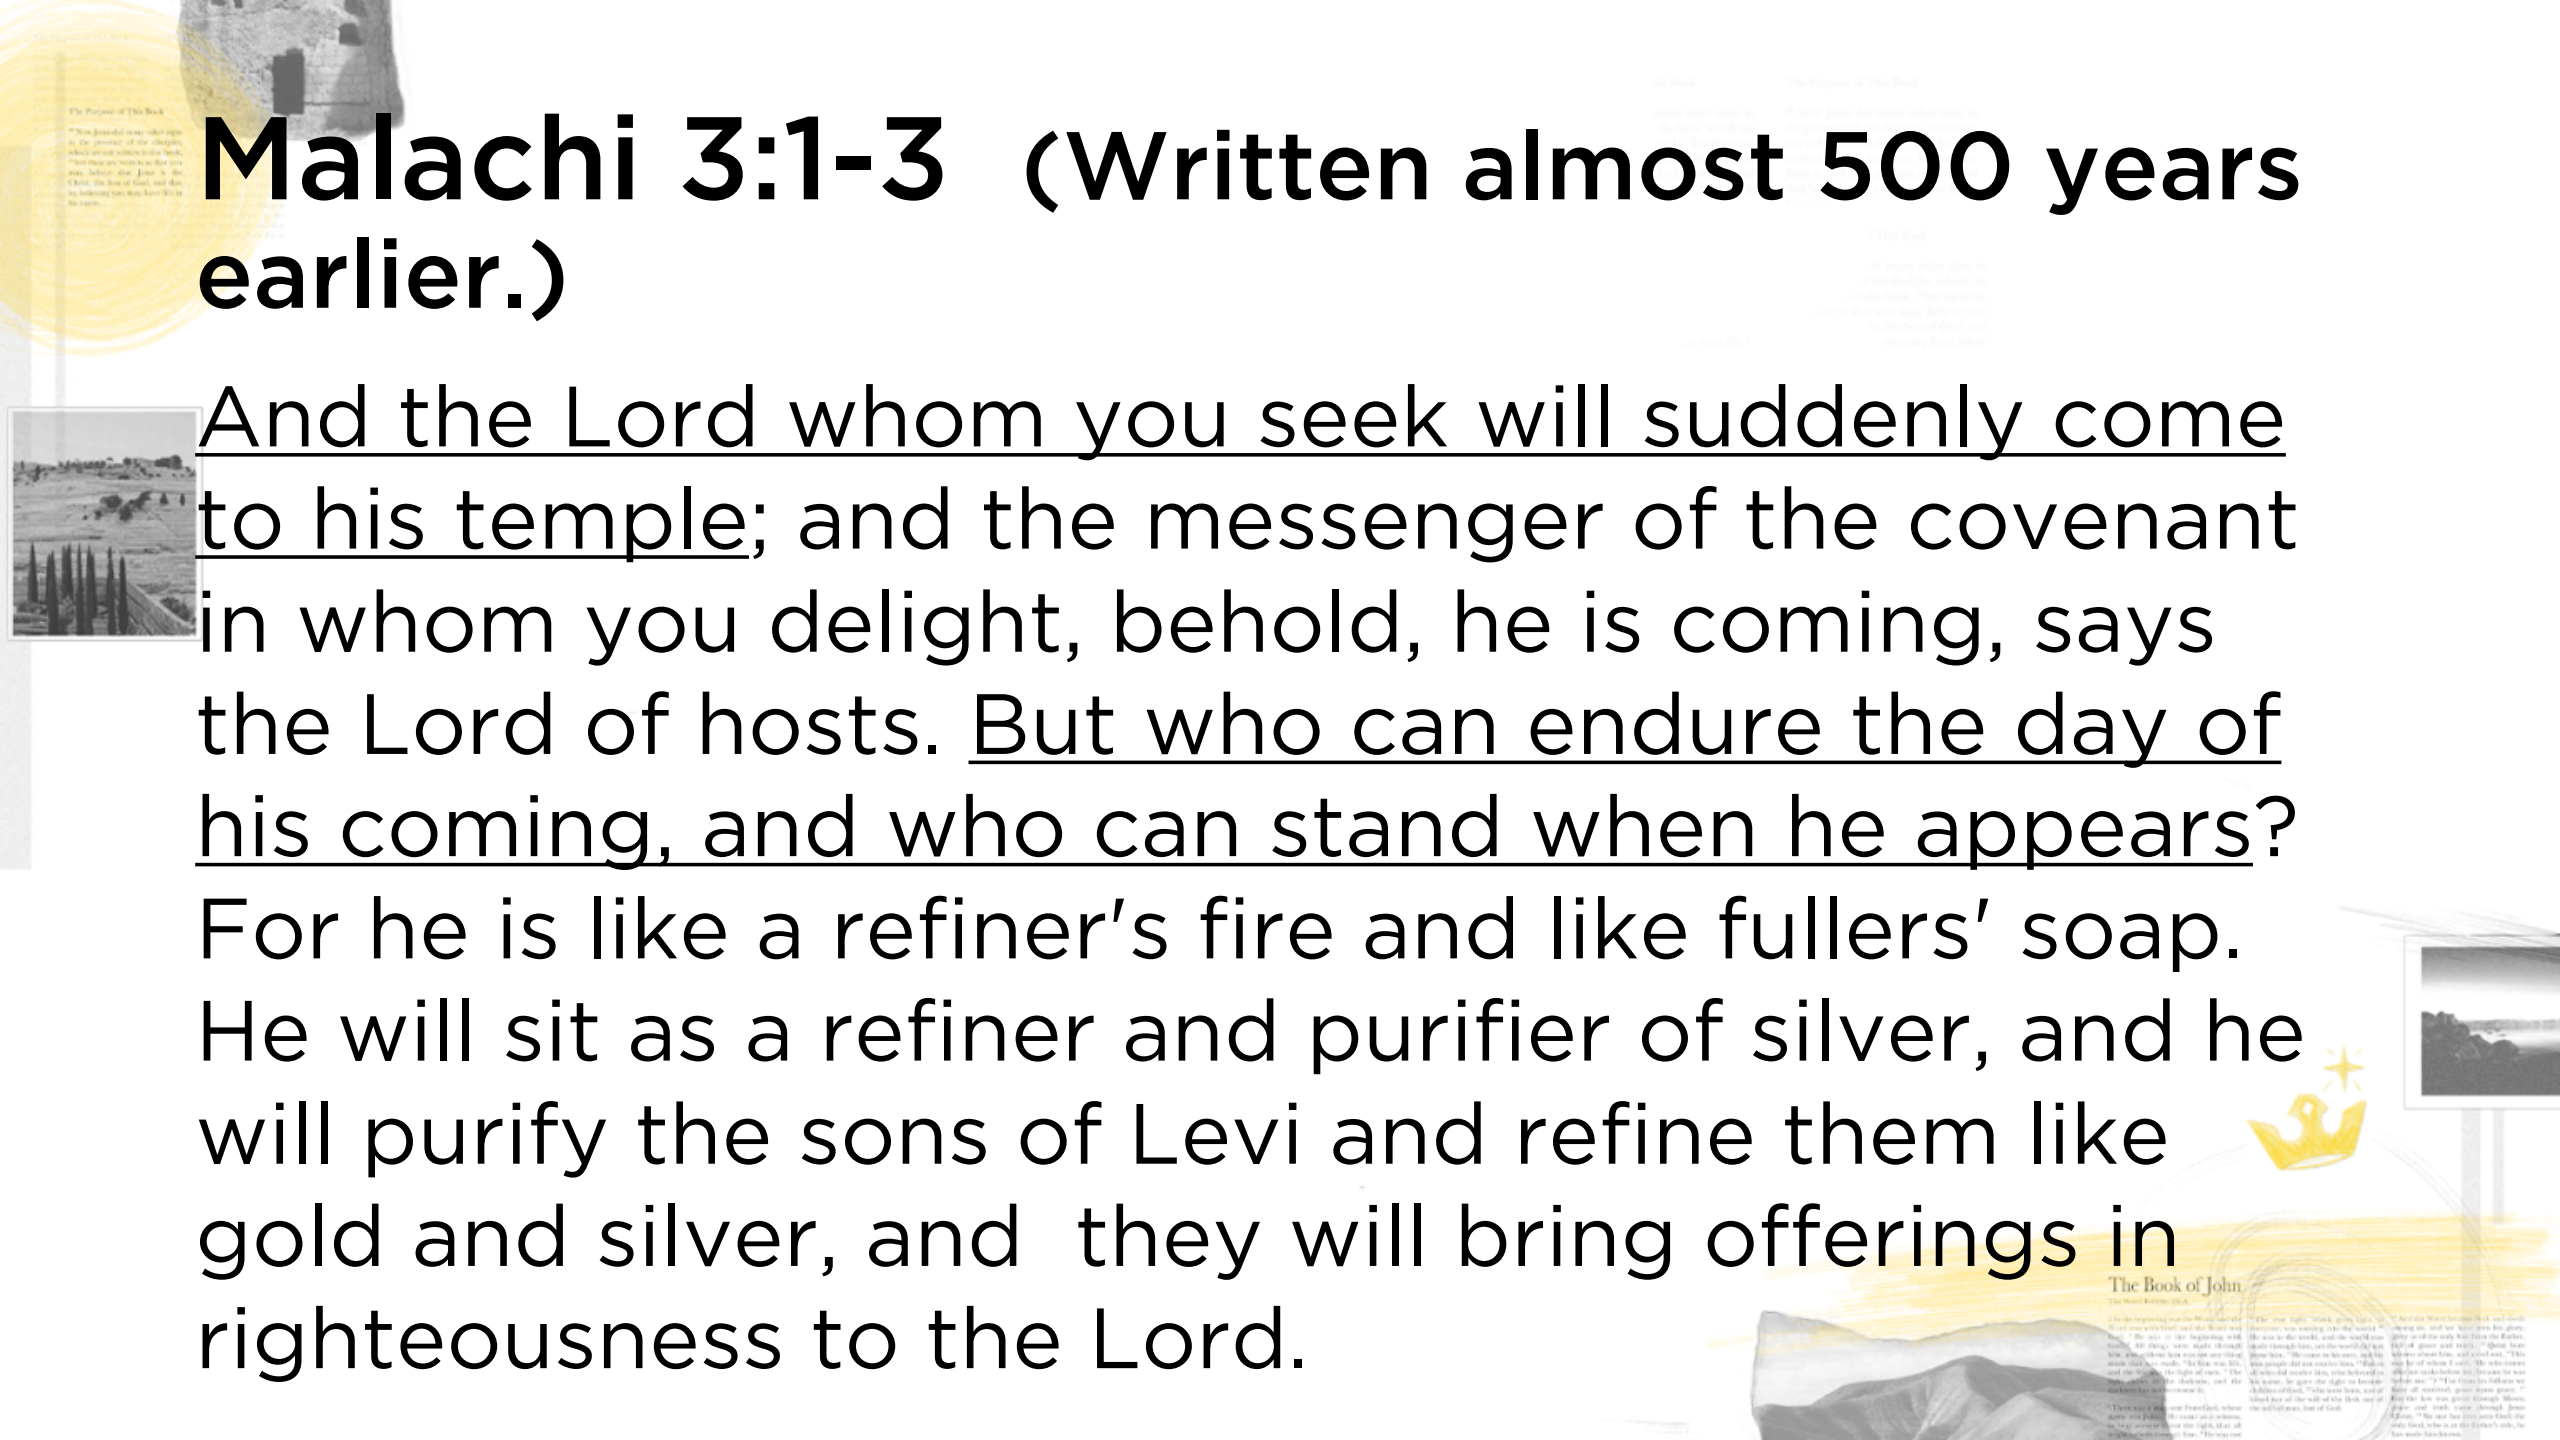 Malachi 3:1-3 (Written almost 500 years
earlier.)
And the Lord whom you seek will suddenly come
to his temple; and the messenger of the covenant
in whom you delight, behold, he is coming, says
the Lord of hosts. But who can endure the day of
his coming, and who can stand when he appears?
For he is like a refiner's fire and like fullers' soap.
He will sit as a refiner and purifier of silver, and he
will purify the sons of Levi and refine them like
gold and silver, and  they will bring offerings in
righteousness to the Lord.
The Purpose of This Book
The Book of John